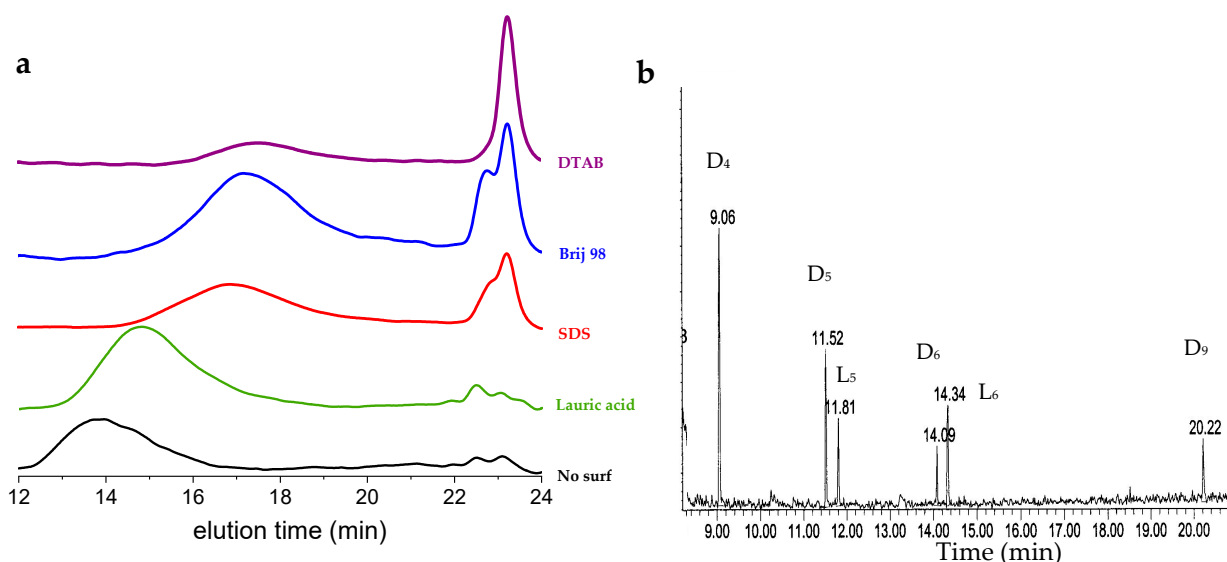 a
DTAB
Brij 98
SDS
Lauric acid
No surf
12 14 16 18 20 22 24
elution time (min)
b
D4
9.06
D5
11.52
L5
11.81
D6
14.34
L6
14.09
D9
20.22
9.00 10.00 11.00 12.00 13.00 14.00 15.00 16.00 17.00 18.00 19.00 20.00
Time (min)